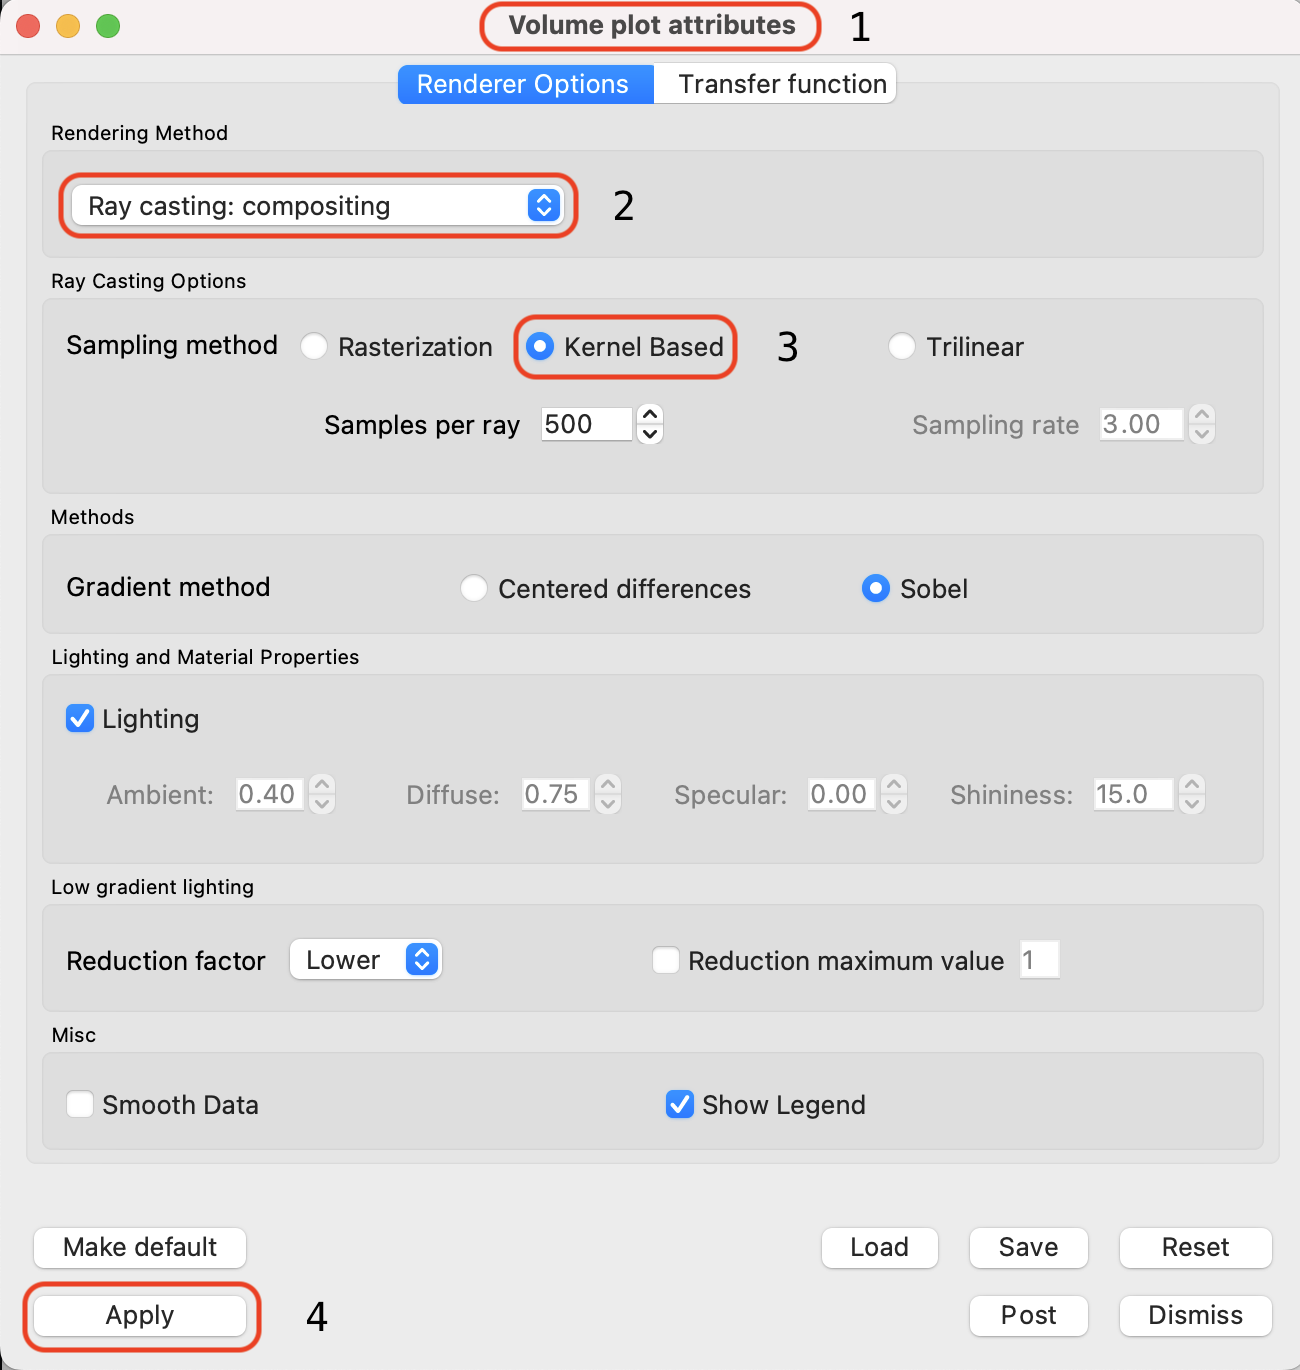 Volume plot attributes 1
Renderer Options Transfer function
Rendering Method
Ray casting: compositing 2
Ray Casting Options
Sampling method Rasterization Kernel Based 3 Trilinear
Samples per ray 500 Sampling rate 3.00
Methods
Gradient method Centered differences Sobel
Lighting and Material Properties
Lighting
Ambient: 0.40 Diffuse: 0.75 Specular: 0.00 Shininess: 15.0
Low gradient lighting
Reduction factor Lower Reduction maximum value 1
Misc
Smooth Data Show Legend
Make default Load Save Reset
Apply 4 Post Dismiss